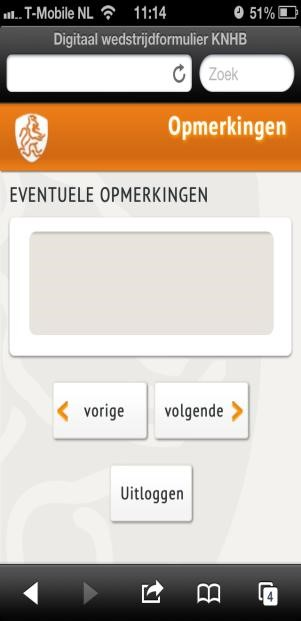 T-Mobile NL 11:14 51%
Digitaal wedstrijdformulier KNHB
Zoek
Opmerkingen
EVENTUELE OPMERKINGEN
vorige volgende
Uitloggen
4